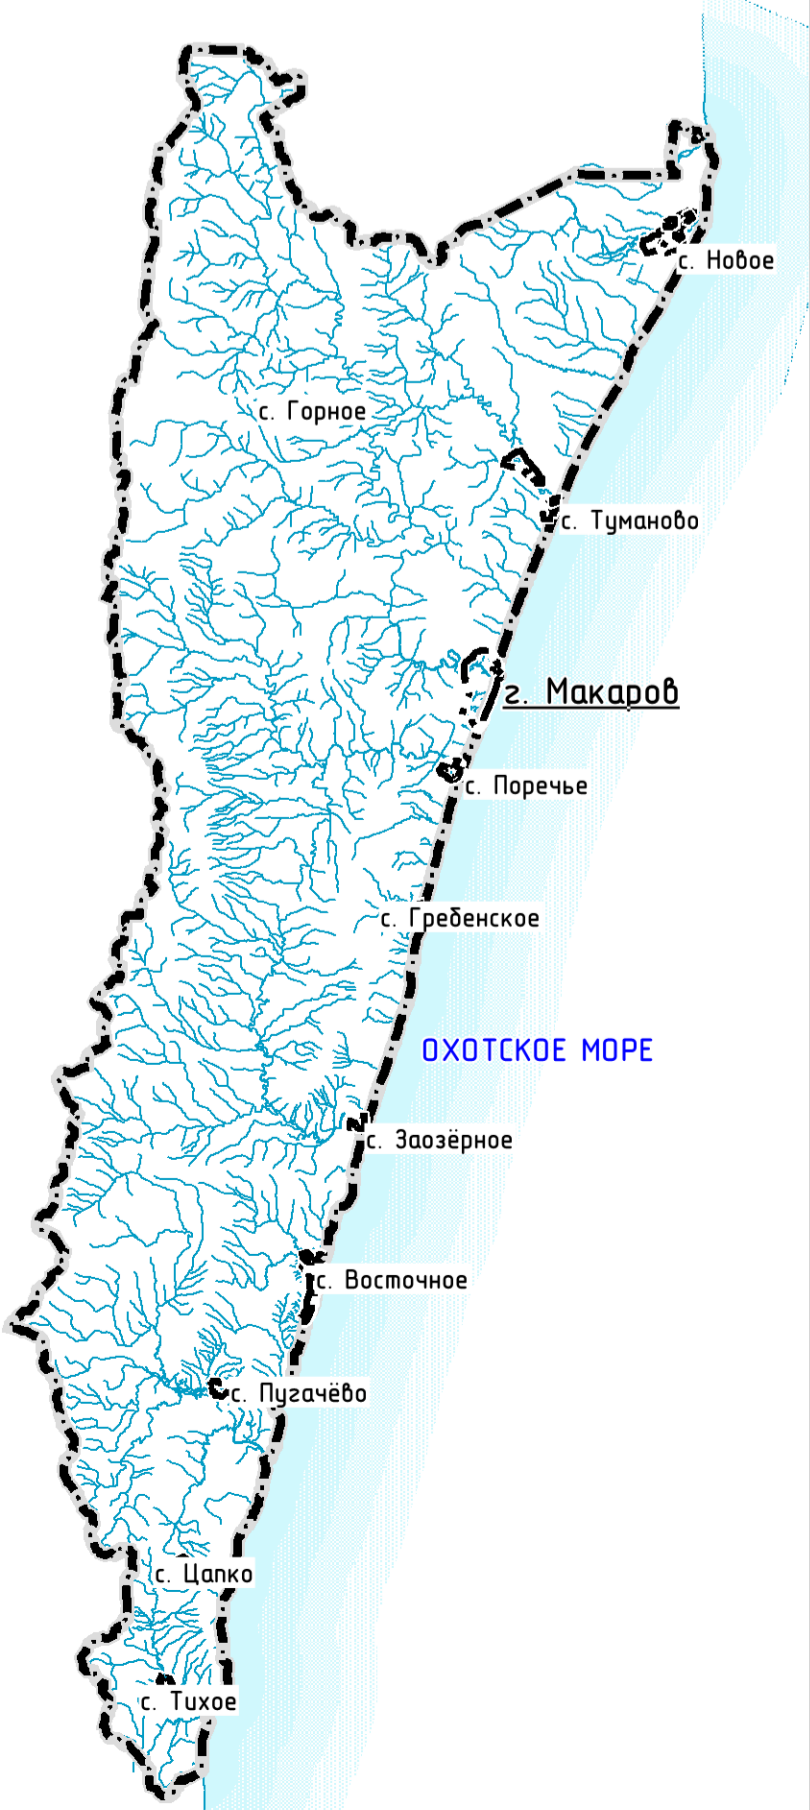 с. Новое
с. Горное
с. Туманово
г. Макаров
с. Поречье
с. Гребенское
ОХОТСКОЕ МОРЕ
с. Заозёрное
с. Восточное
с. Пугачёво
с. Цапко
с. Тихое